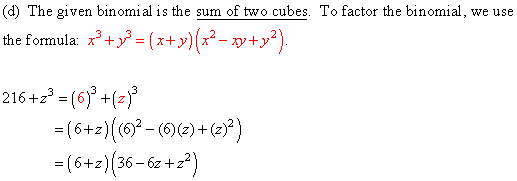 (d) The given binomial is the sum of two cubes. To factor the binomial, we use
the formula: x³ + y³ = (x+y)(x² − xy + y²).
216 + z³ = (6)³ + (z)³
= (6+z)((6)² − (6)(z) + (z)²)
= (6+z)(36 − 6z + z²)